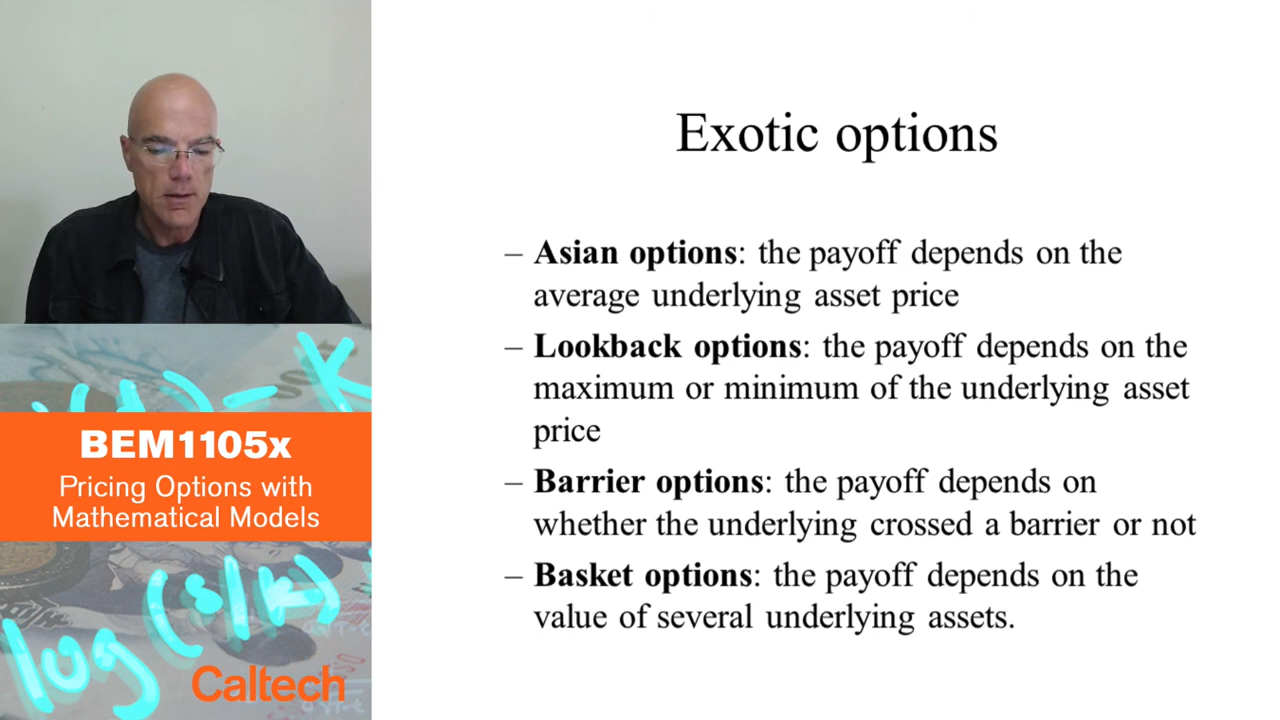 Exotic options
– Asian options: the payoff depends on the
average underlying asset price
– Lookback options: the payoff depends on the
maximum or minimum of the underlying asset
price
– Barrier options: the payoff depends on
whether the underlying crossed a barrier or not
– Basket options: the payoff depends on the
value of several underlying assets.
BEM1105x
Pricing Options with
Mathematical Models
log(s/k)
Caltech